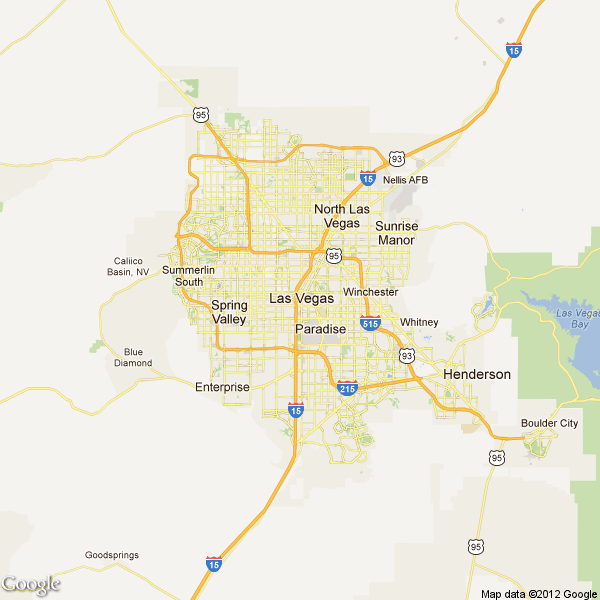 15
95
93
Nellis AFB
15
North Las
Vegas
Sunrise
Manor
95
Caliico
Basin, NV
Summerlin
South
Las Vegas
Winchester
Spring
Valley
Las Vegas
Bay
Paradise
515
Whitney
Blue
Diamond
93
Henderson
Enterprise
215
15
Boulder City
95
95
Goodsprings
15
Google
Map data ©2012 Google